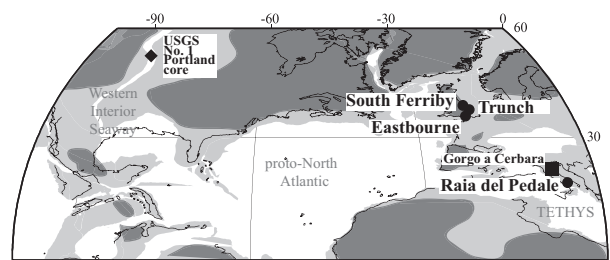 -90
-60
-30
0
60
USGS
No. 1
Portland
core
Western
Interior
Seaway
South Ferriby
Trunch
Eastbourne
30
Gorgo a Cerbara
proto-North
Atlantic
Raia del Pedale
TETHYS